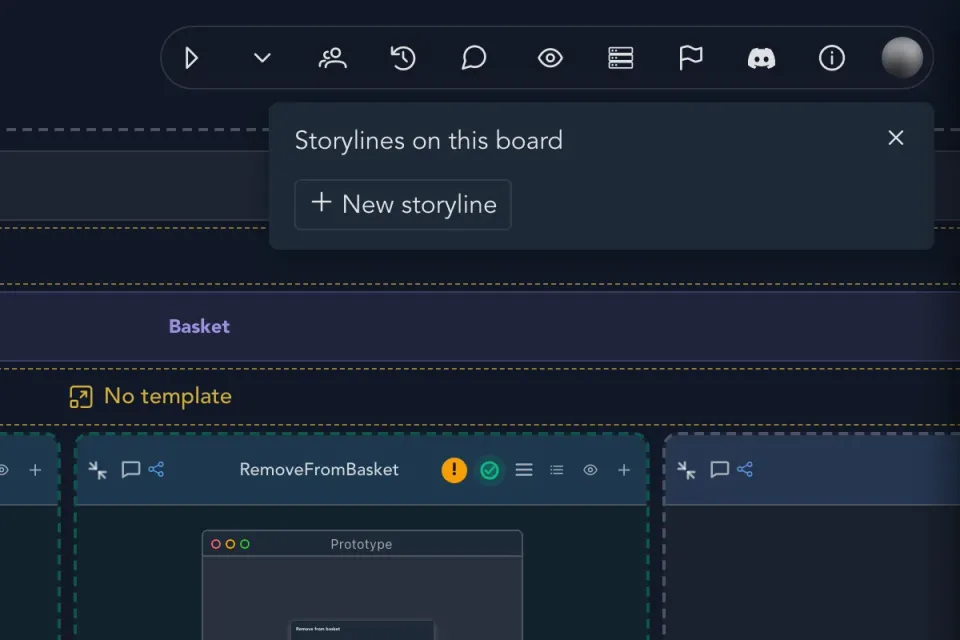 Storylines on this board
New storyline
Basket
No template
RemoveFromBasket
Prototype
Remove from basket